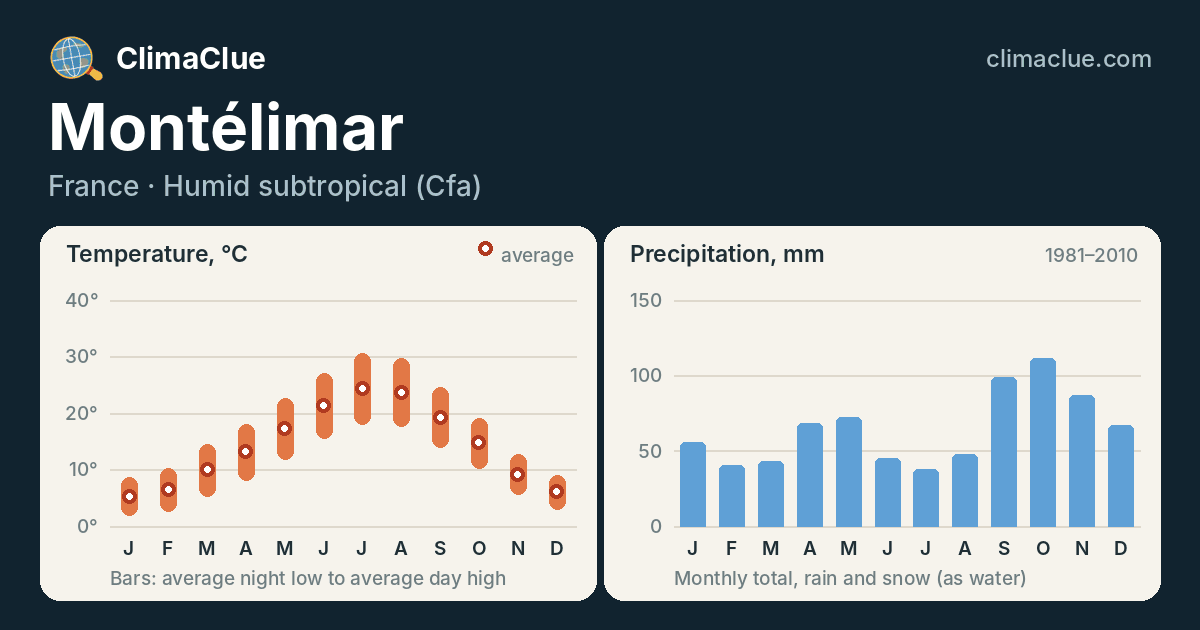 ClimaClue
climaclue.com
Montélimar
France · Humid subtropical (Cfa)
Temperature, °C
average
40°
30°
20°
10°
0°
J F M A M J J A S O N D
Bars: average night low to average day high
Precipitation, mm
1981–2010
150
100
50
0
J F M A M J J A S O N D
Monthly total, rain and snow (as water)